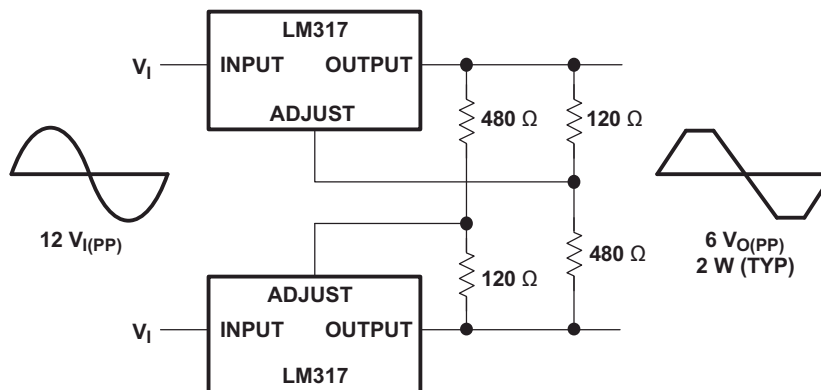 LM317
V_I INPUT OUTPUT
ADJUST
480 Ω 120 Ω
12 V_I(PP)
6 V_O(PP)
2 W (TYP)
120 Ω 480 Ω
ADJUST
V_I INPUT OUTPUT
LM317